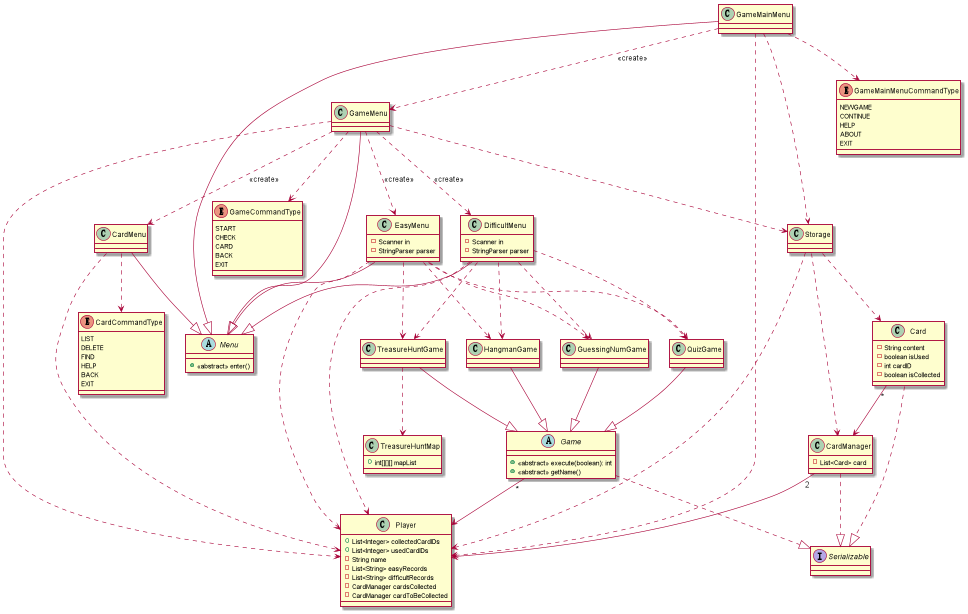 C GameMainMenu
«create»
E GameMainMenuCommandType
NEWGAME
CONTINUE
HELP
ABOUT
EXIT
C GameMenu
«create»
«create»
«create»
E GameCommandType
START
CHECK
CARD
BACK
EXIT
C EasyMenu
Scanner in
StringParser parser
C DifficultMenu
Scanner in
StringParser parser
C CardMenu
C Storage
E CardCommandType
LIST
DELETE
FIND
HELP
BACK
EXIT
A Menu
«abstract» enter()
C TreasureHuntGame
C HangmanGame
C GuessingNumGame
C QuizGame
C Card
String content
boolean isUsed
int cardID
boolean isCollected
*
C TreasureHuntMap
int[][][] mapList
A Game
«abstract» execute(boolean): int
«abstract» getName()
*
C CardManager
List<Card> card
2
C Player
List<Integer> collectedCardIDs
List<Integer> usedCardIDs
String name
List<String> easyRecords
List<String> difficultRecords
CardManager cardsCollected
CardManager cardToBeCollected
I Serializable